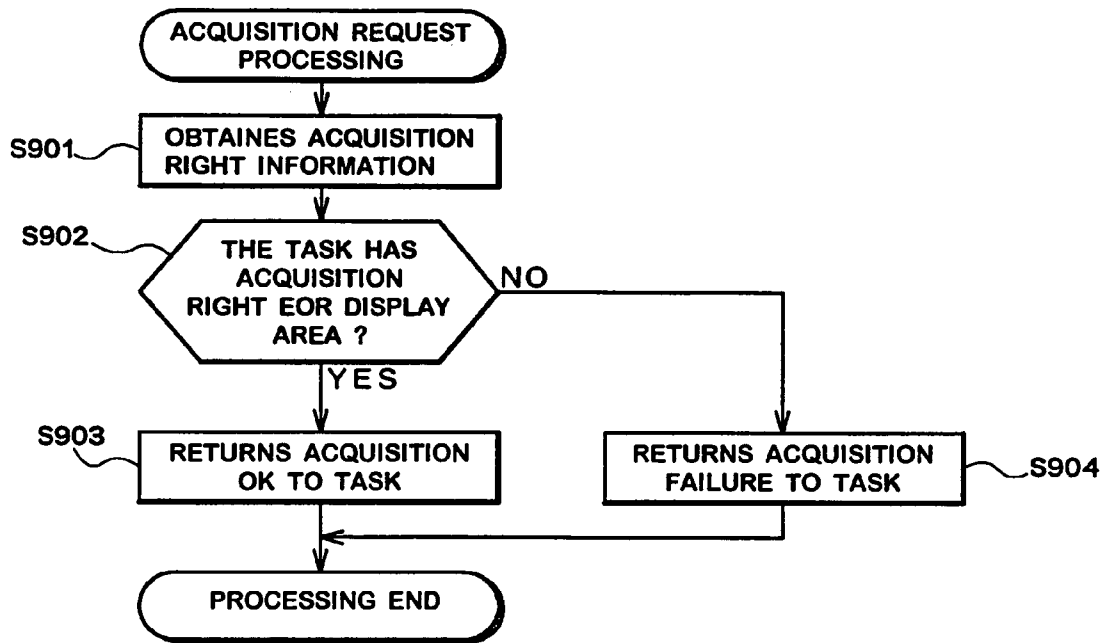 ACQUISITION REQUEST
PROCESSING
S901
OBTAINES ACQUISITION
RIGHT INFORMATION
S902
THE TASK HAS
ACQUISITION
RIGHT EOR DISPLAY
AREA ?
NO
YES
S903
RETURNS ACQUISITION
OK TO TASK
RETURNS ACQUISITION
FAILURE TO TASK
S904
PROCESSING END